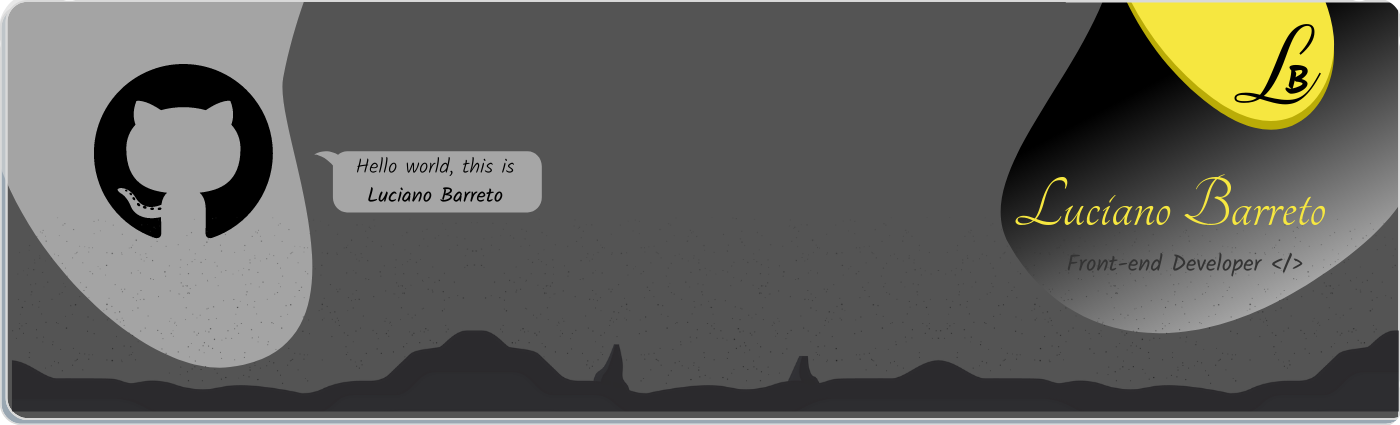 Hello world, this is
Luciano Barreto
LB
Luciano Barreto
Front-end Developer </>